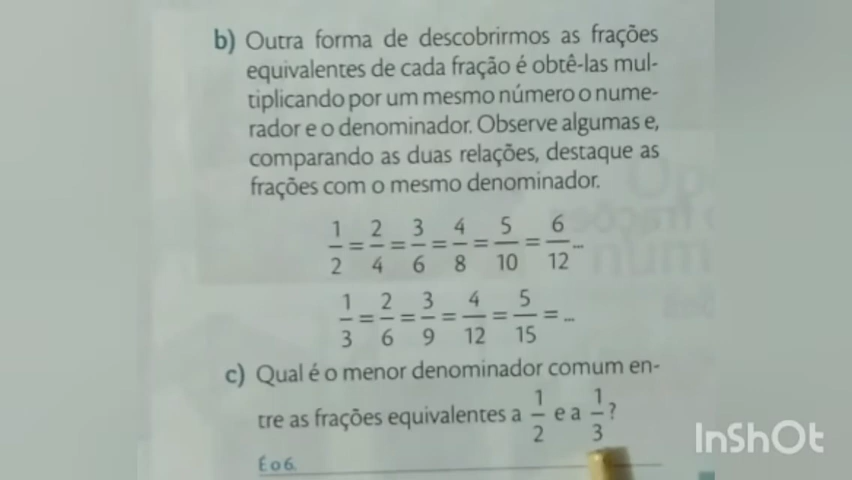 b) Outra forma de descobrirmos as frações
equivalentes de cada fração é obtê-las mul-
tiplicando por um mesmo número o nume-
rador e o denominador. Observe algumas e,
comparando as duas relações, destaque as
frações com o mesmo denominador.
1/2 = 2/4 = 3/6 = 4/8 = 5/10 = 6/12 ...
1/3 = 2/6 = 3/9 = 4/12 = 5/15 = ...
c) Qual é o menor denominador comum en-
tre as frações equivalentes a 1/2 e a 1/3?
É o 6.
InShOt